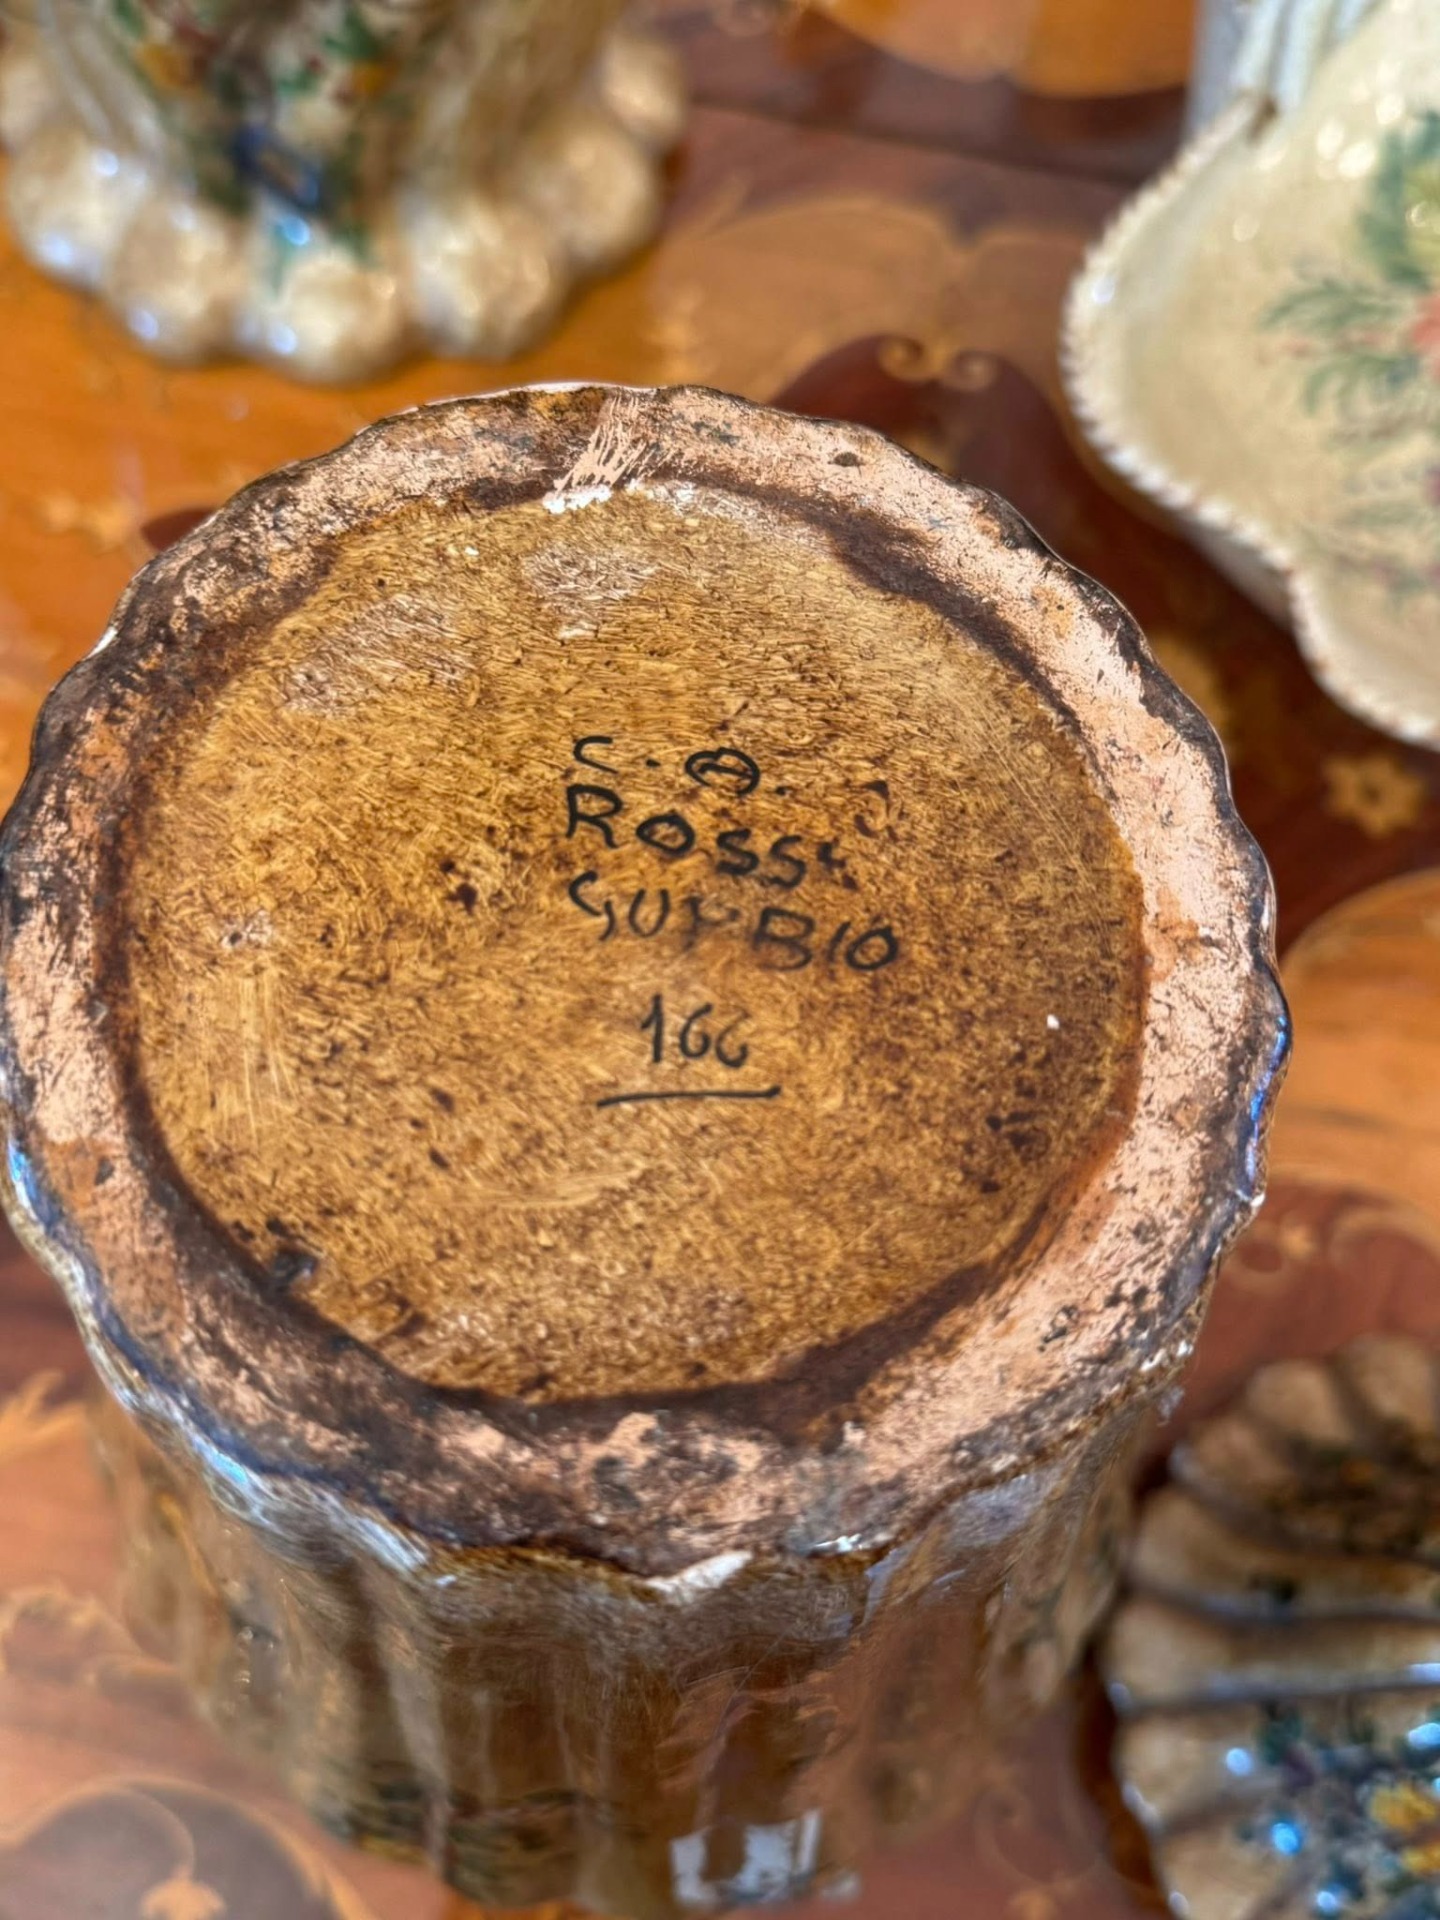 C. A.
ROSSI
GUBBIO
166